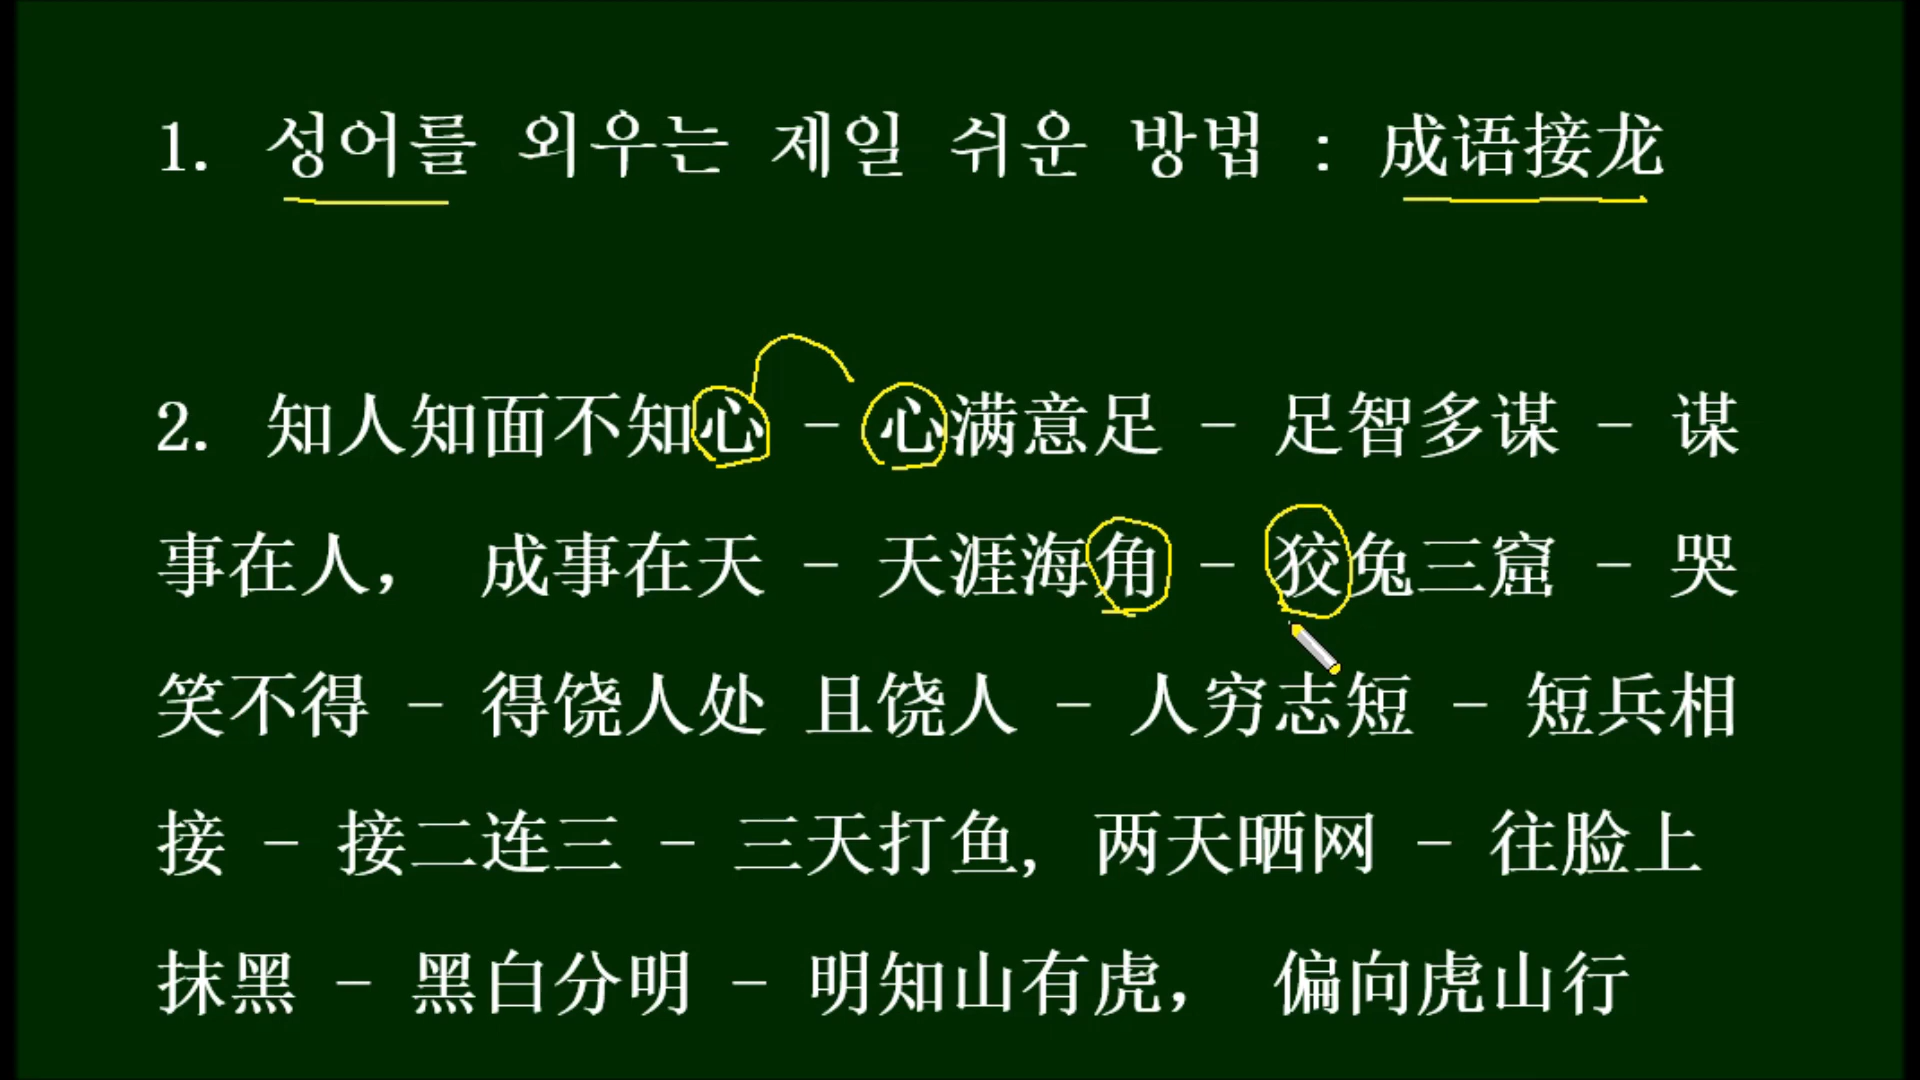 1. 성어를 외우는 제일 쉬운 방법 : 成语接龙
2. 知人知面不知心 - 心满意足 - 足智多谋 - 谋
事在人， 成事在天 - 天涯海角 - 狡兔三窟 - 哭
笑不得 - 得饶人处 且饶人 - 人穷志短 - 短兵相
接 - 接二连三 - 三天打鱼, 两天晒网 - 往脸上
抹黑 - 黑白分明 - 明知山有虎， 偏向虎山行